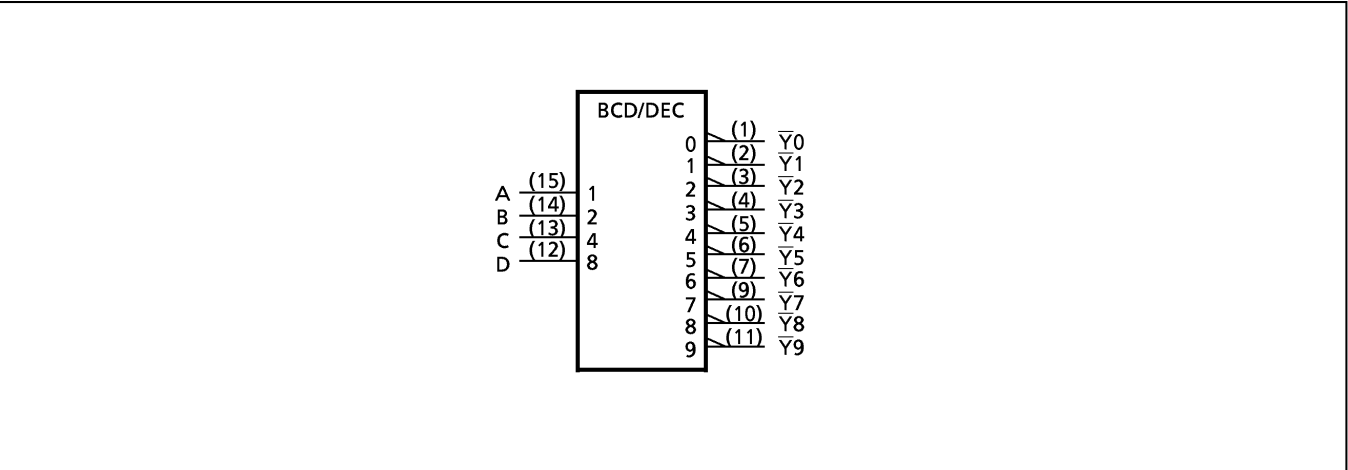 BCD/DEC
0 (1) Y̅0
1 (2) Y̅1
2 (3) Y̅2
3 (4) Y̅3
4 (5) Y̅4
5 (6) Y̅5
6 (7) Y̅6
7 (9) Y̅7
8 (10) Y̅8
9 (11) Y̅9
A (15) 1
B (14) 2
C (13) 4
D (12) 8